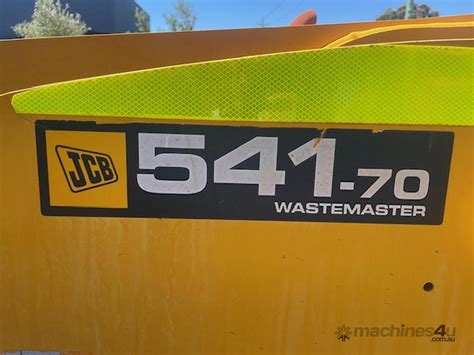 JCB
541-70
WASTEMASTER
machines4u
.com.au